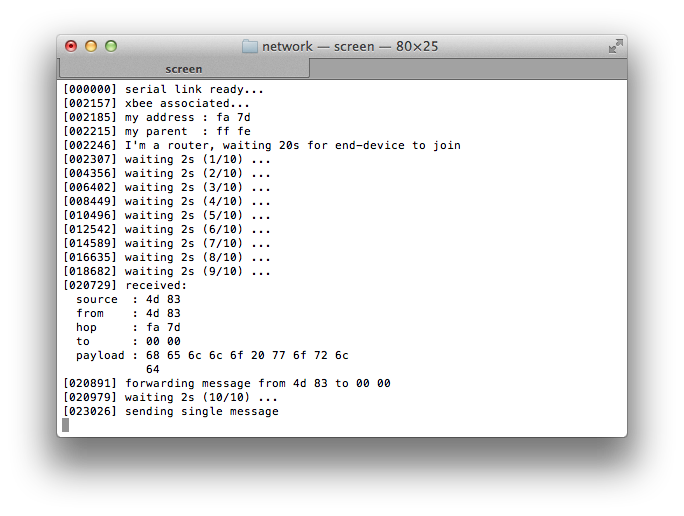 network — screen — 80×25
screen
[000000] serial link ready...
[002157] xbee associated...
[002185] my address : fa 7d
[002215] my parent  : ff fe
[002246] I'm a router, waiting 20s for end-device to join
[002307] waiting 2s (1/10) ...
[004356] waiting 2s (2/10) ...
[006402] waiting 2s (3/10) ...
[008449] waiting 2s (4/10) ...
[010496] waiting 2s (5/10) ...
[012542] waiting 2s (6/10) ...
[014589] waiting 2s (7/10) ...
[016635] waiting 2s (8/10) ...
[018682] waiting 2s (9/10) ...
[020729] received:
  source  : 4d 83
  from    : 4d 83
  hop     : fa 7d
  to      : 00 00
  payload : 68 65 6c 6c 6f 20 77 6f 72 6c
            64
[020891] forwarding message from 4d 83 to 00 00
[020979] waiting 2s (10/10) ...
[023026] sending single message